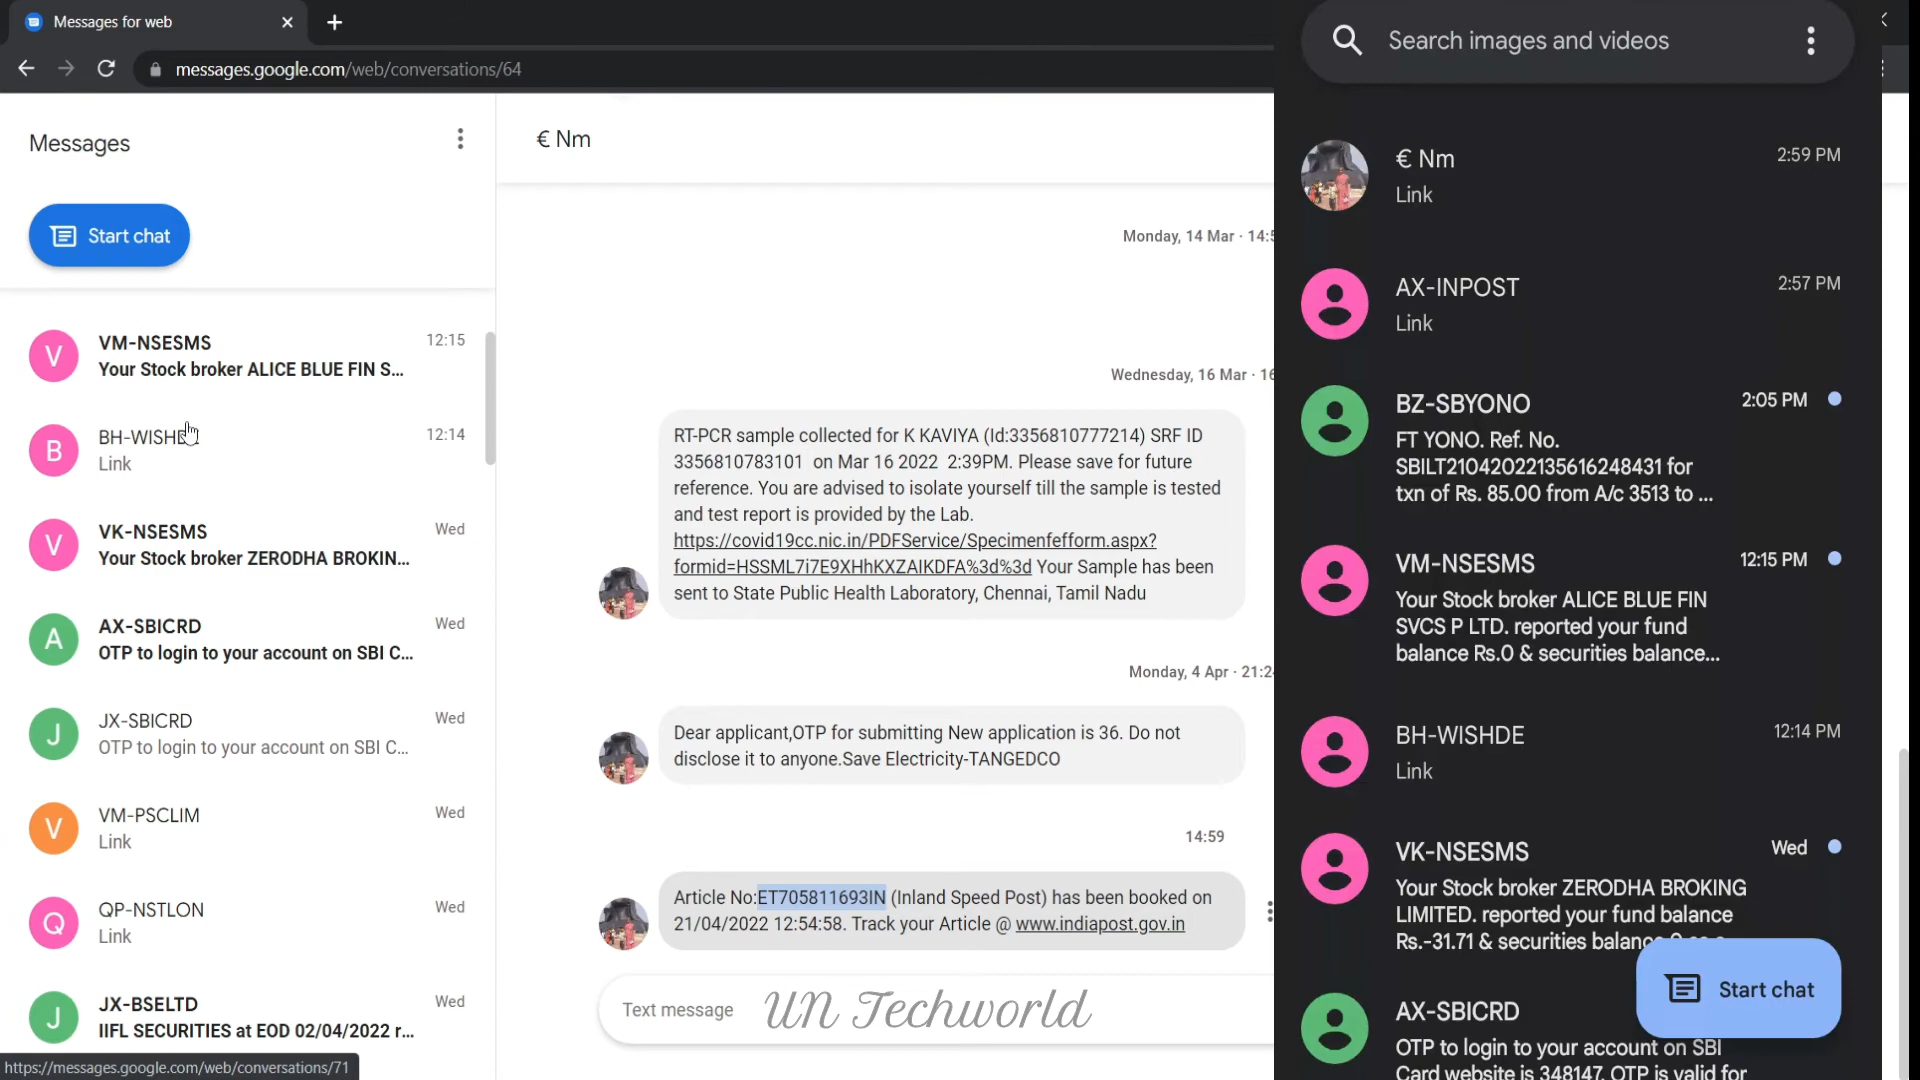 Messages for web
messages.google.com/web/conversations/64
Messages
Start chat
VM-NSESMS
12:15
Your Stock broker ALICE BLUE FIN S...
12:14
Link
VK-NSESMS
Wed
Your Stock broker ZERODHA BROKIN...
AX-SBICRD
Wed
OTP to login to your account on SBI C...
JX-SBICRD
Wed
OTP to login to your account on SBI C...
VM-PSCLIM
Wed
Link
QP-NSTLON
Wed
Link
JX-BSELTD
Wed
IIFL SECURITIES at EOD 02/04/2022 r...
https://messages.google.com/web/conversations/71
€ Nm
Monday, 14 Mar · 14:
Wednesday, 16 Mar · 16
RT-PCR sample collected for K KAVIYA (Id:3356810777214) SRF ID
3356810783101 on Mar 16 2022 2:39PM. Please save for future
reference. You are advised to isolate yourself till the sample is tested
and test report is provided by the Lab.
https://covid19cc.nic.in/PDFService/Specimenfefform.aspx?
formid=HSSML7i7E9XHhKXZAIKDFA%3d%3d Your Sample has been
sent to State Public Health Laboratory, Chennai, Tamil Nadu
Monday, 4 Apr · 21:2
Dear applicant,OTP for submitting New application is 36. Do not
disclose it to anyone.Save Electricity-TANGEDCO
14:59
Article No:ET705811693IN (Inland Speed Post) has been booked on
21/04/2022 12:54:58. Track your Article @ www.indiapost.gov.in
Text message
UN Techworld
Search images and videos
€ Nm
2:59 PM
Link
AX-INPOST
2:57 PM
Link
BZ-SBYONO
2:05 PM
FT YONO. Ref. No.
SBILT21042022135616248431 for
txn of Rs. 85.00 from A/c 3513 to ...
VM-NSESMS
12:15 PM
Your Stock broker ALICE BLUE FIN
SVCS P LTD. reported your fund
balance Rs.0 & securities balance...
BH-WISHDE
12:14 PM
Link
VK-NSESMS
Wed
Your Stock broker ZERODHA BROKING
LIMITED. reported your fund balance
Rs.-31.71 & securities balance
Start chat
AX-SBICRD
OTP to login to your account on SBI
Card website is 348147. OTP is valid for